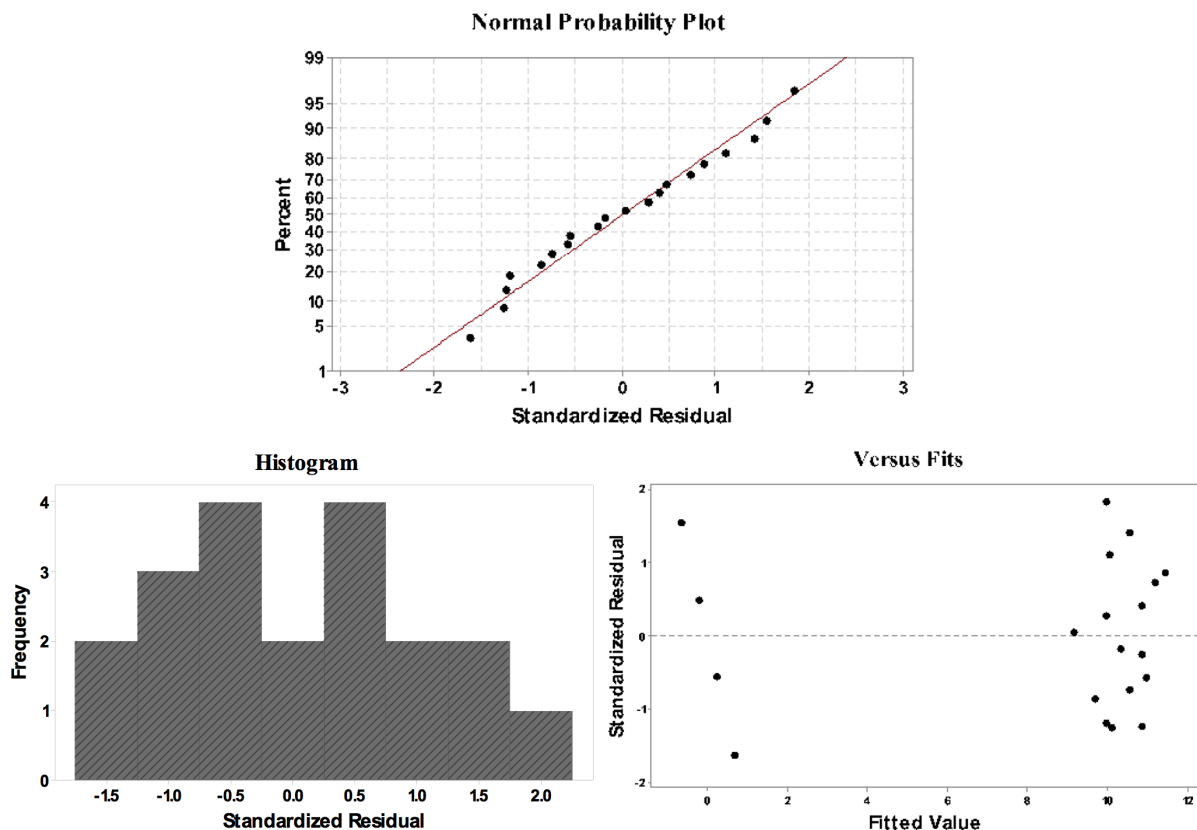 Normal Probability Plot
99
95
90
80
70
60
50
40
30
20
10
5
1
Percent
-3 -2 -1 0 1 2 3
Standardized Residual
Histogram
4
3
2
1
0
Frequency
-1.5 -1.0 -0.5 0.0 0.5 1.0 1.5 2.0
Standardized Residual
Versus Fits
2
1
0
-1
-2
Standardized Residual
0 2 4 6 8 10 12
Fitted Value